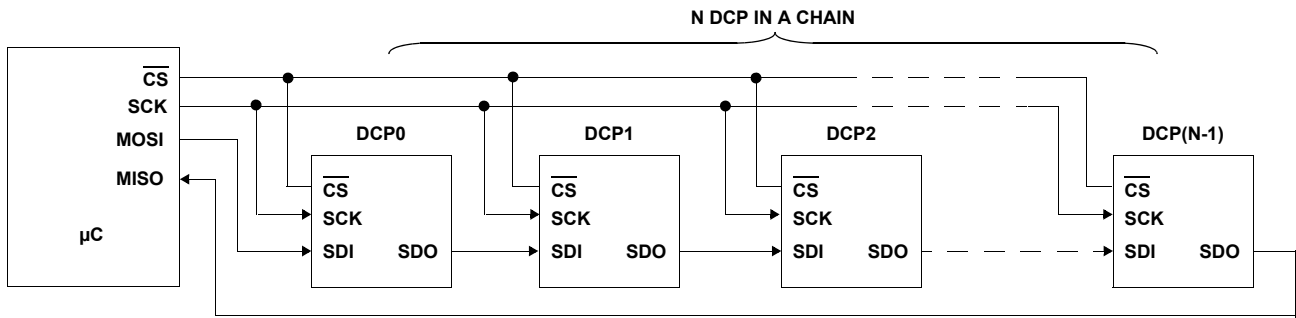 N DCP IN A CHAIN
CS
SCK
MOSI
MISO
µC
DCP0
CS
SCK
SDI SDO
DCP1
CS
SCK
SDI SDO
DCP2
CS
SCK
SDI SDO
DCP(N-1)
CS
SCK
SDI SDO